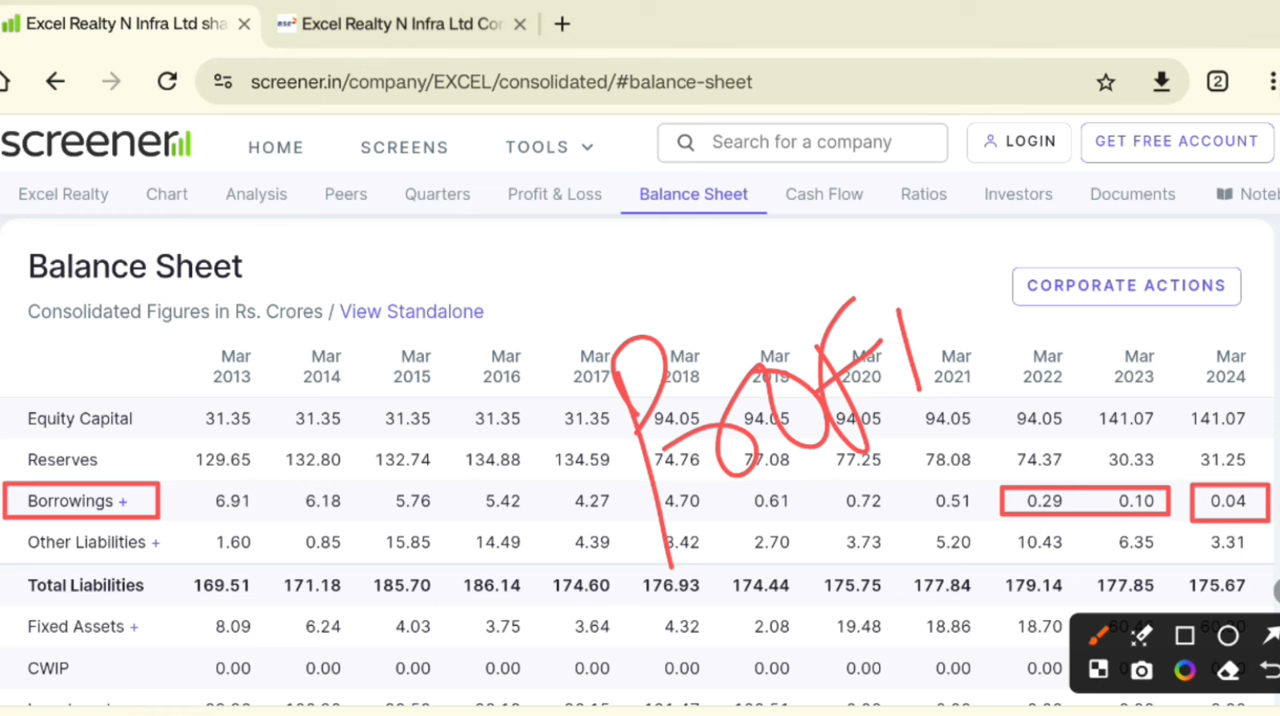 Excel Realty N Infra Ltd sha
BSE Excel Realty N Infra Ltd Cor
screener.in/company/EXCEL/consolidated/#balance-sheet 2
screener HOME SCREENS TOOLS Search for a company LOGIN GET FREE ACCOUNT
Excel Realty Chart Analysis Peers Quarters Profit & Loss Balance Sheet Cash Flow Ratios Investors Documents Noteb
Balance Sheet
CORPORATE ACTIONS
Consolidated Figures in Rs. Crores / View Standalone
Mar 2013 Mar 2014 Mar 2015 Mar 2016 Mar 2017 Mar 2018 Mar 2019 Mar 2020 Mar 2021 Mar 2022 Mar 2023 Mar 2024
Equity Capital 31.35 31.35 31.35 31.35 31.35 94.05 94.05 94.05 94.05 94.05 141.07 141.07
Reserves 129.65 132.80 132.74 134.88 134.59 74.76 77.08 77.25 78.08 74.37 30.33 31.25
Borrowings + 6.91 6.18 5.76 5.42 4.27 4.70 0.61 0.72 0.51 0.29 0.10 0.04
Other Liabilities + 1.60 0.85 15.85 14.49 4.39 3.42 2.70 3.73 5.20 10.43 6.35 3.31
Total Liabilities 169.51 171.18 185.70 186.14 174.60 176.93 174.44 175.75 177.84 179.14 177.85 175.67
Fixed Assets + 8.09 6.24 4.03 3.75 3.64 4.32 2.08 19.48 18.86 18.70
CWIP 0.00 0.00 0.00 0.00 0.00 0.00 0.00 0.00 0.00 0.00